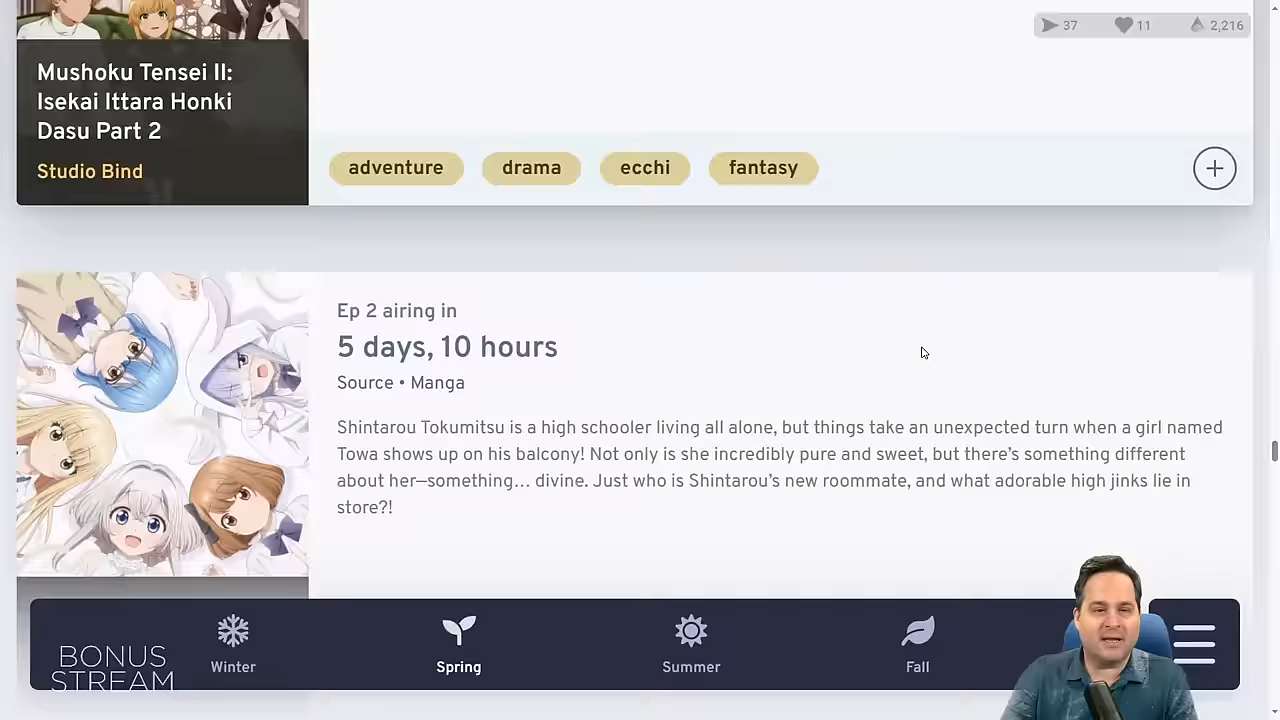 37 11 2,216
Mushoku Tensei II:
Isekai Ittara Honki
Dasu Part 2
Studio Bind
adventure drama ecchi fantasy
Ep 2 airing in
5 days, 10 hours
Source • Manga
Shintarou Tokumitsu is a high schooler living all alone, but things take an unexpected turn when a girl named
Towa shows up on his balcony! Not only is she incredibly pure and sweet, but there’s something different
about her—something… divine. Just who is Shintarou’s new roommate, and what adorable high jinks lie in
store?!
Winter Spring Summer Fall
BONUS
STREAM